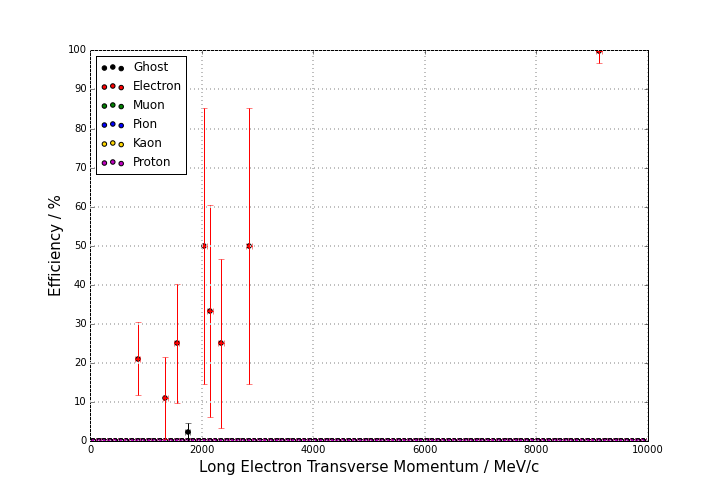 100
90
80
70
60
50
40
30
20
10
0
Efficiency / %
Ghost
Electron
Muon
Pion
Kaon
Proton
0 2000 4000 6000 8000 10000
Long Electron Transverse Momentum / MeV/c